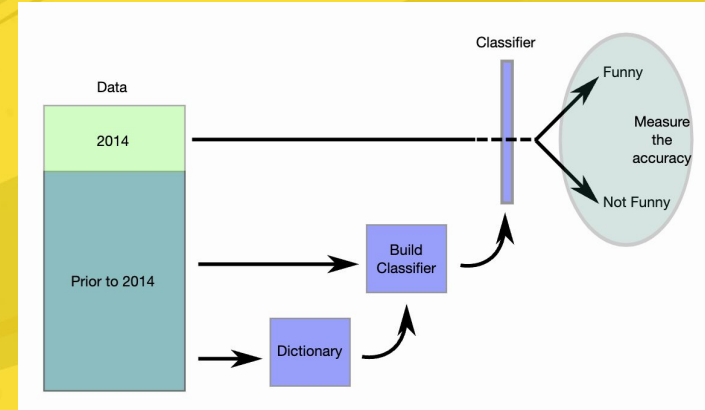 Data
2014
Prior to 2014
Dictionary
Build
Classifier
Classifier
Funny
Measure
the
accuracy
Not Funny